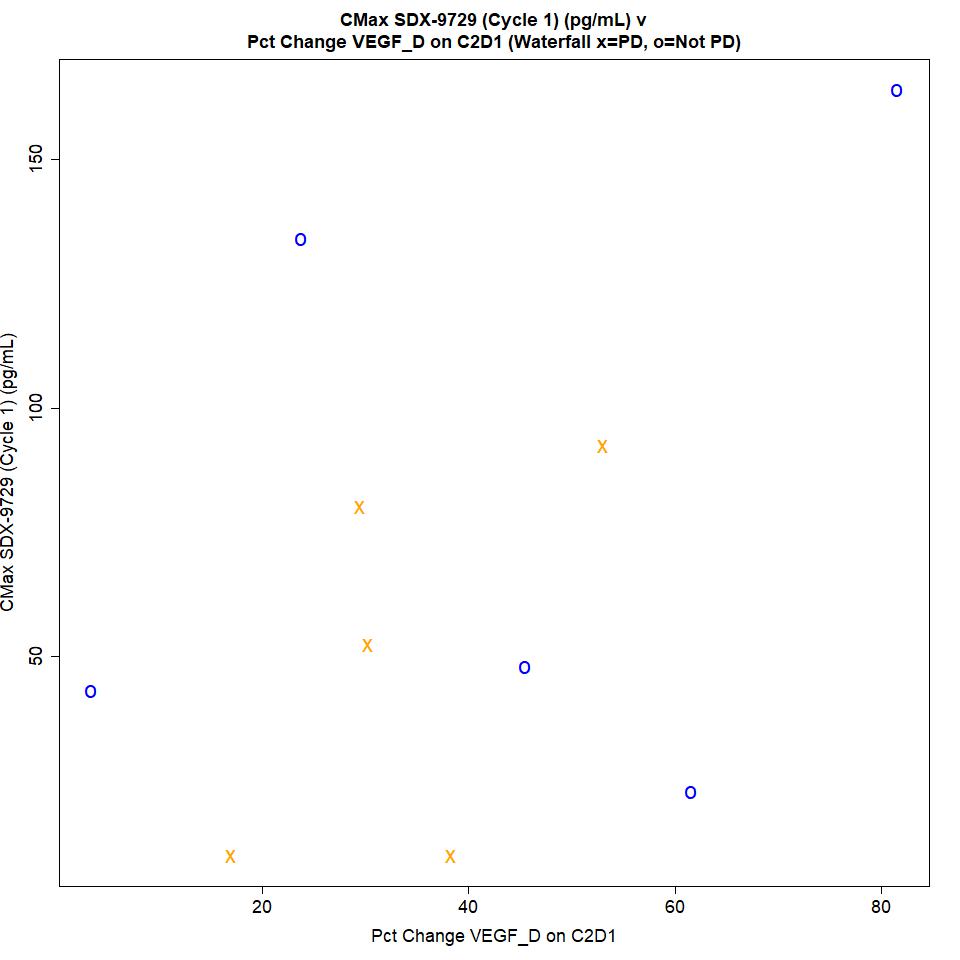 CMax SDX-9729 (Cycle 1) (pg/mL) v
Pct Change VEGF_D on C2D1 (Waterfall x=PD, o=Not PD)
CMax SDX-9729 (Cycle 1) (pg/mL)
150
100
50
o
o
x
x
x
o
o
o
x
x
20
40
60
80
Pct Change VEGF_D on C2D1